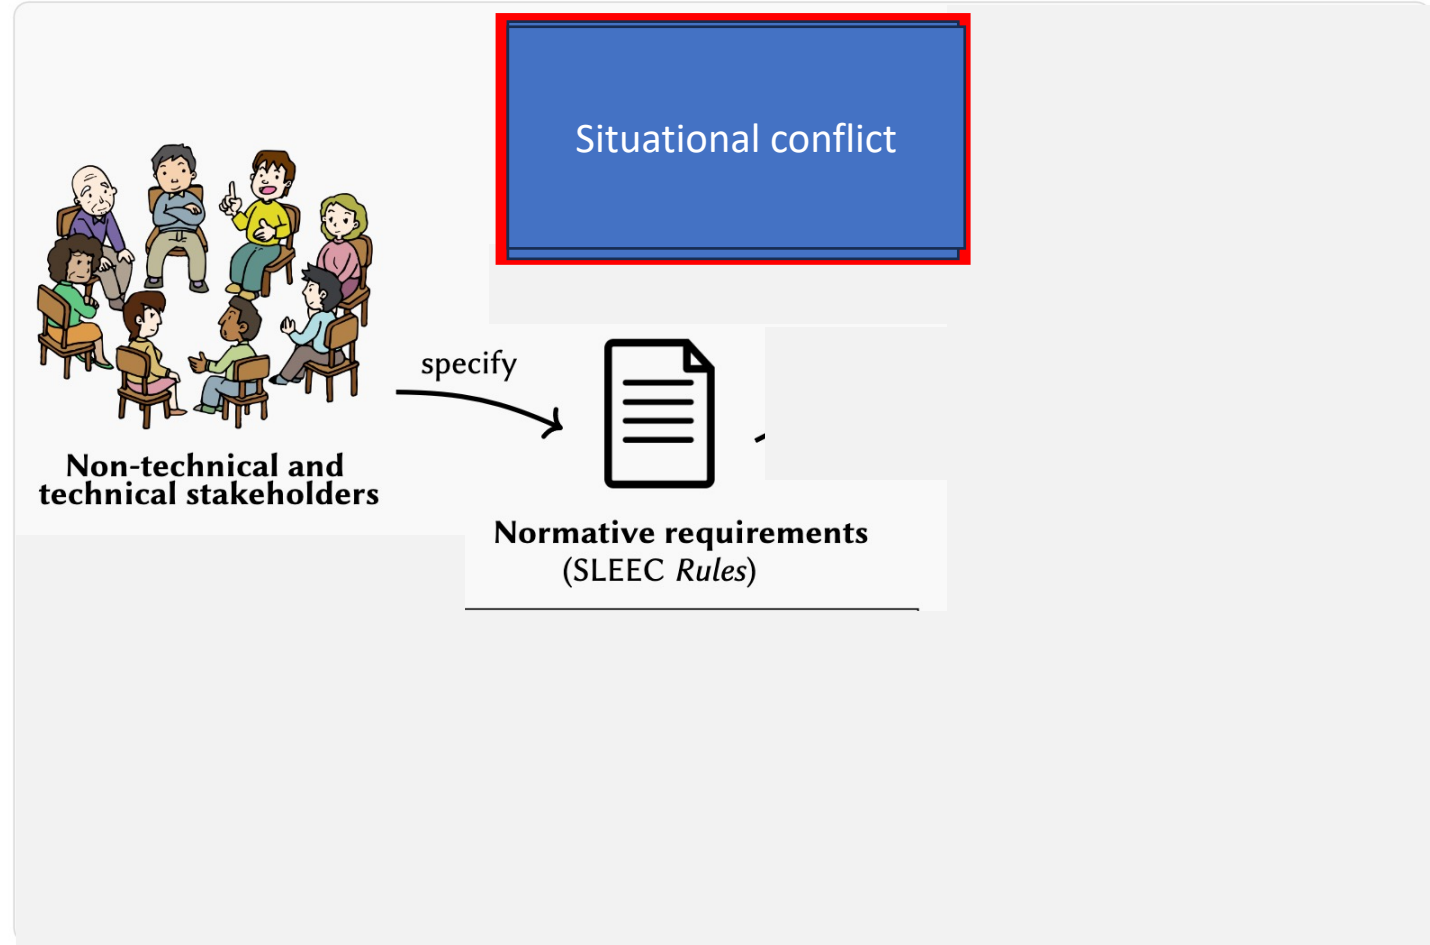 Situational conflict
specify
Non-technical and
technical stakeholders
Normative requirements
(SLEEC Rules)